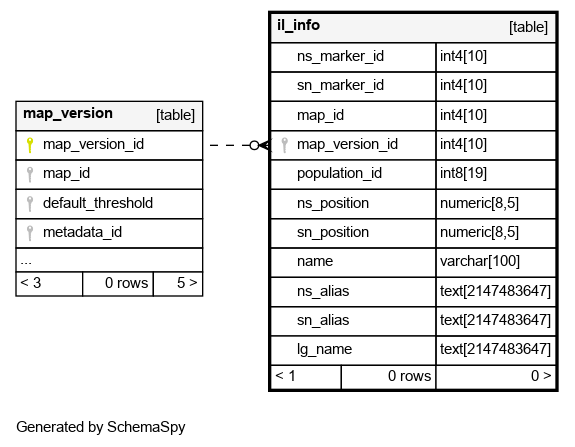 map_version [table]
map_version_id
map_id
default_threshold
metadata_id
...
< 3 0 rows 5 >
il_info [table]
ns_marker_id int4[10]
sn_marker_id int4[10]
map_id int4[10]
map_version_id int4[10]
population_id int8[19]
ns_position numeric[8,5]
sn_position numeric[8,5]
name varchar[100]
ns_alias text[2147483647]
sn_alias text[2147483647]
lg_name text[2147483647]
< 1 0 rows 0 >
Generated by SchemaSpy